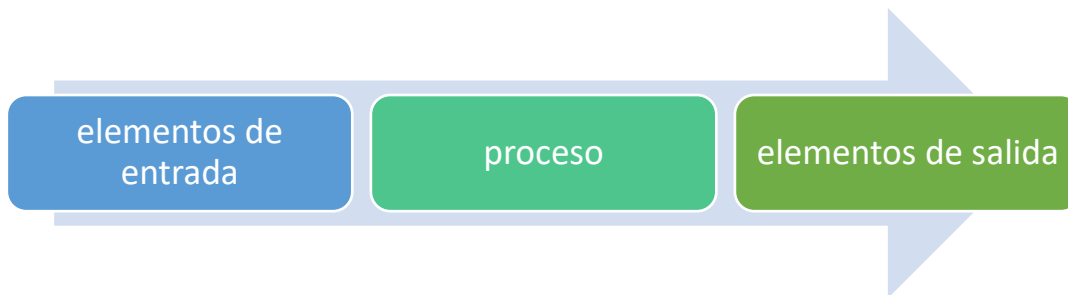 elementos de
entrada
proceso
elementos de salida